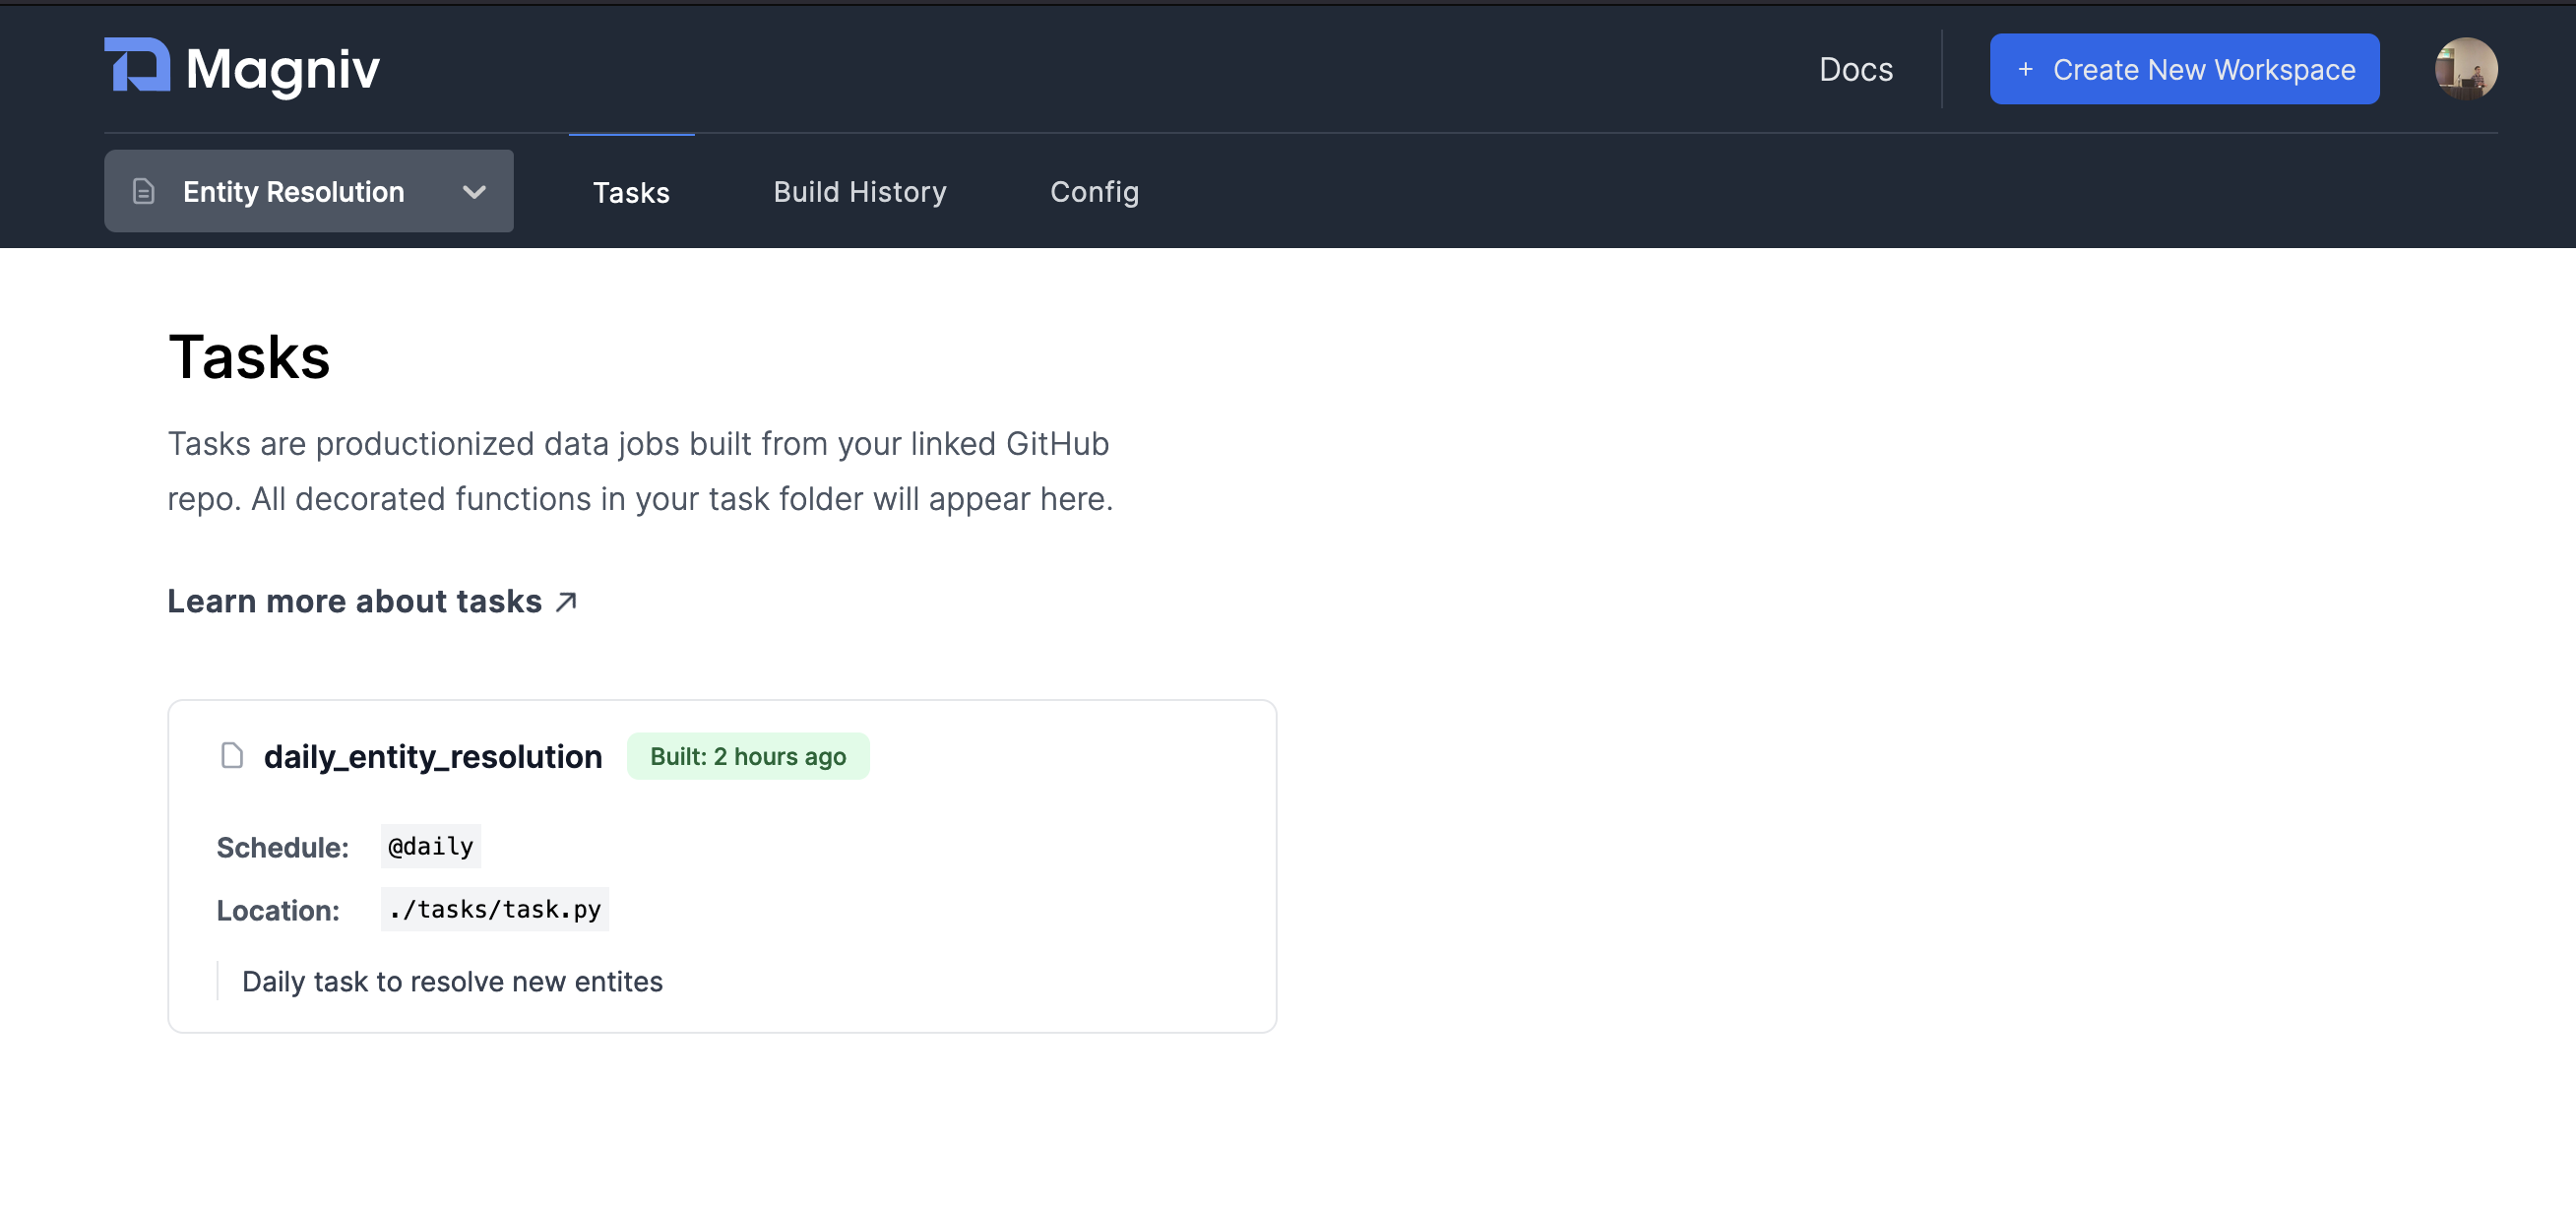 Magniv
Docs
+ Create New Workspace
Entity Resolution
Tasks
Build History
Config
Tasks
Tasks are productionized data jobs built from your linked GitHub
repo. All decorated functions in your task folder will appear here.
Learn more about tasks ↗
daily_entity_resolution
Built: 2 hours ago
Schedule: @daily
Location: ./tasks/task.py
Daily task to resolve new entites